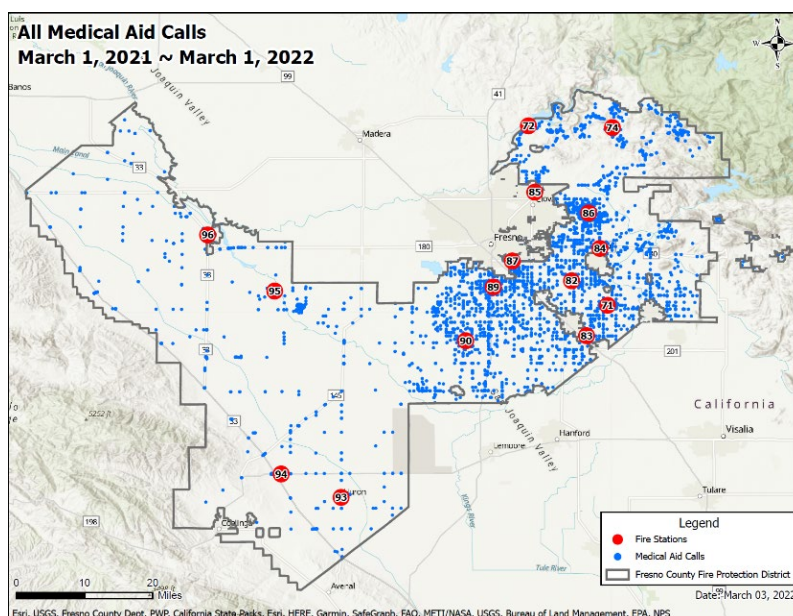 All Medical Aid Calls
March 1, 2021 ~ March 1, 2022
Luis
Banos
San Joaquin Valley
99
41
N
W
E
S
Madera
72
74
33
Main Canal
85
Clovis
86
96
180
Fresno
84
87
82
95
89
71
90
83
201
California
145
33
Hanford
Visalia
Lemoore
San Joaquin Valley
94
93
Huron
Kings River
Tulare
198
Coalinga
5252 ft
Avenal
Tule River
0
10
20
Miles
Legend
Fire Stations
Medical Aid Calls
Fresno County Fire Protection District
Date: March 03, 2022
Esri, USGS, Fresno County Dept. PWP, California State Parks, Esri, HERE, Garmin, SafeGraph, FAO, METI/NASA, USGS, Bureau of Land Management, EPA, NPS